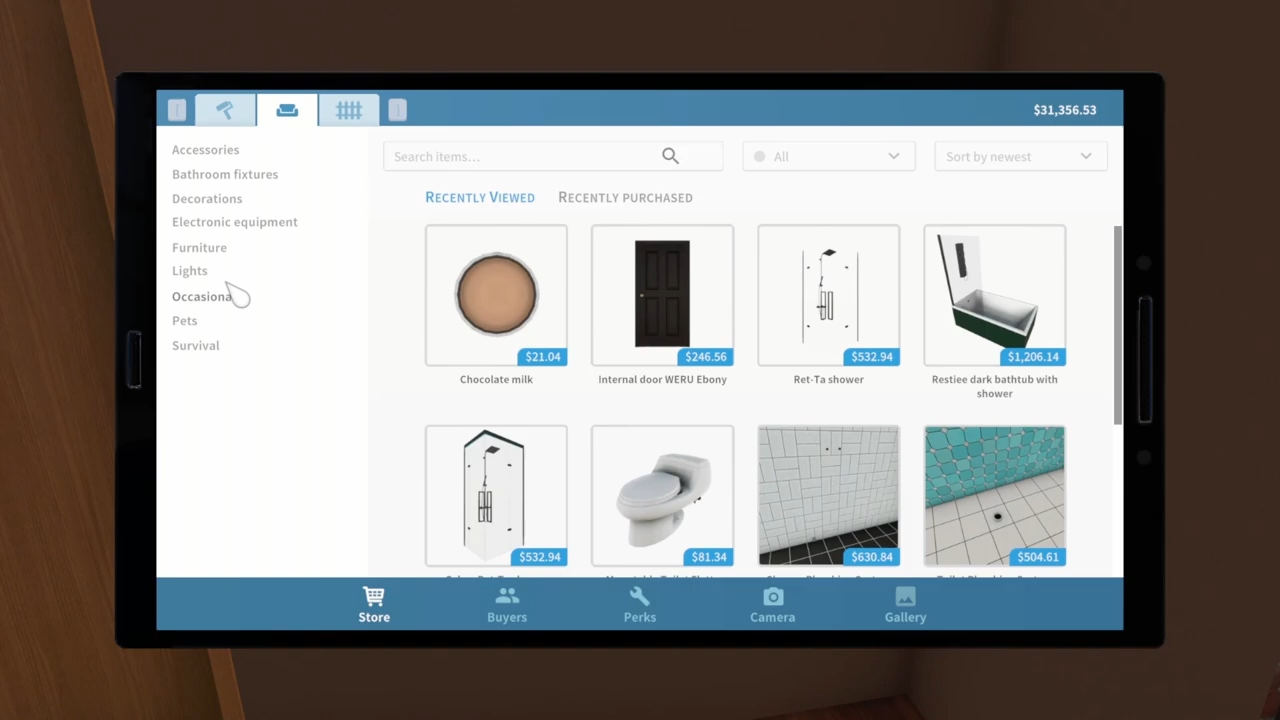 $31,356.53
Accessories
Bathroom fixtures
Decorations
Electronic equipment
Furniture
Lights
Occasiona
Pets
Survival
Search items...
All
Sort by newest
RECENTLY VIEWED
RECENTLY PURCHASED
$21.04
$246.56
$532.94
$1,206.14
Chocolate milk
Internal door WERU Ebony
Ret-Ta shower
Restiee dark bathtub with
shower
$532.94
$81.34
$630.84
$504.61
Store
Buyers
Perks
Camera
Gallery